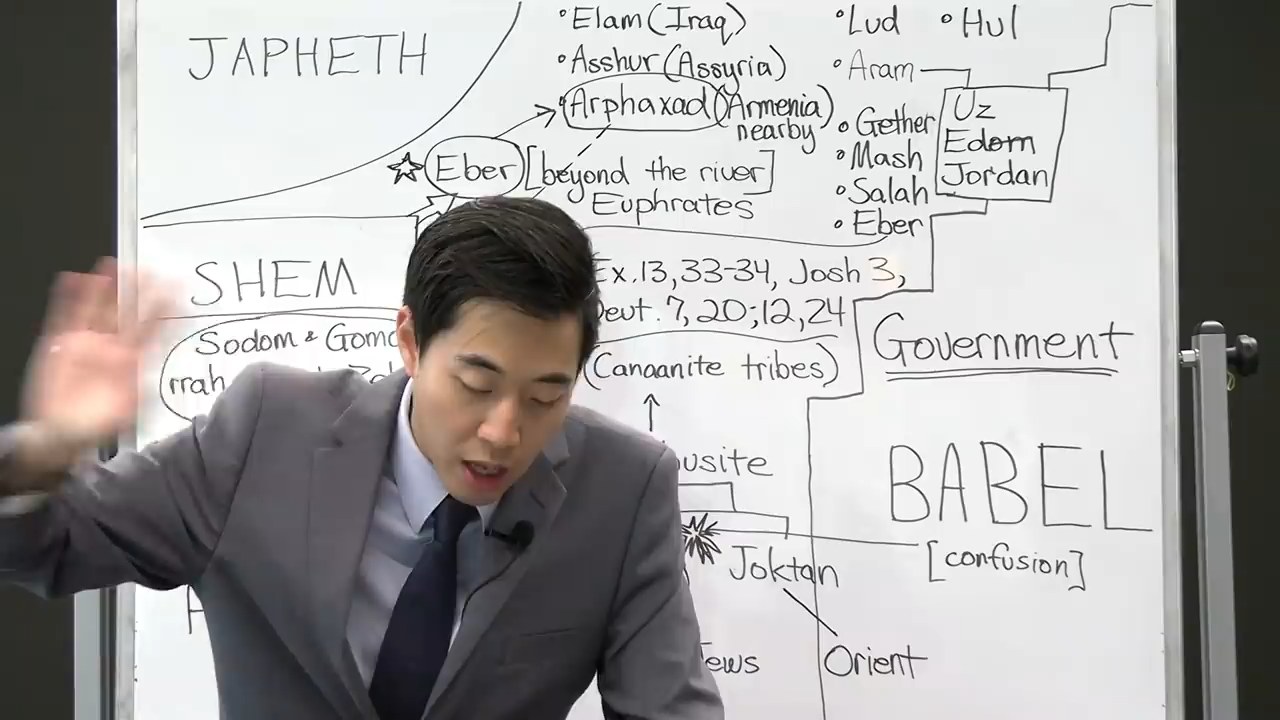 JAPHETH
°Elam (Iraq)
°Asshur (Assyria)
°Arphaxad (Armenia)
nearby
Eber [beyond the river]
Euphrates
°Lud °Hul
°Aram
°Gether
°Mash
°Salah
°Eber
Uz
Edom
Jordan
SHEM
Sodom &
rrah
Ex.13,33-34, Josh 3,
Deut. 7,20;12,24
(Canaanite tribes)
Government
usite
BABEL
[confusion]
Joktan
Jews
Orient